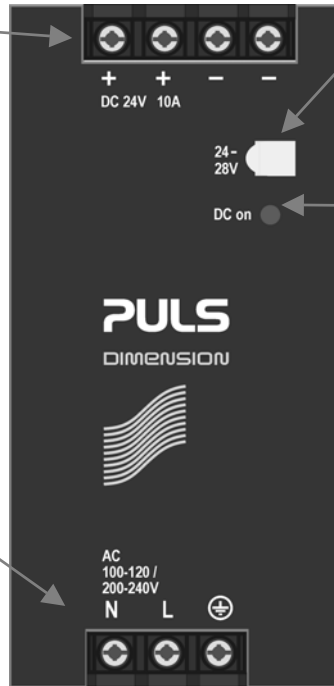 + + − −
DC 24V 10A
24–
28V
DC on
PULS
DIMENSION
AC
100-120 /
200-240V
N L